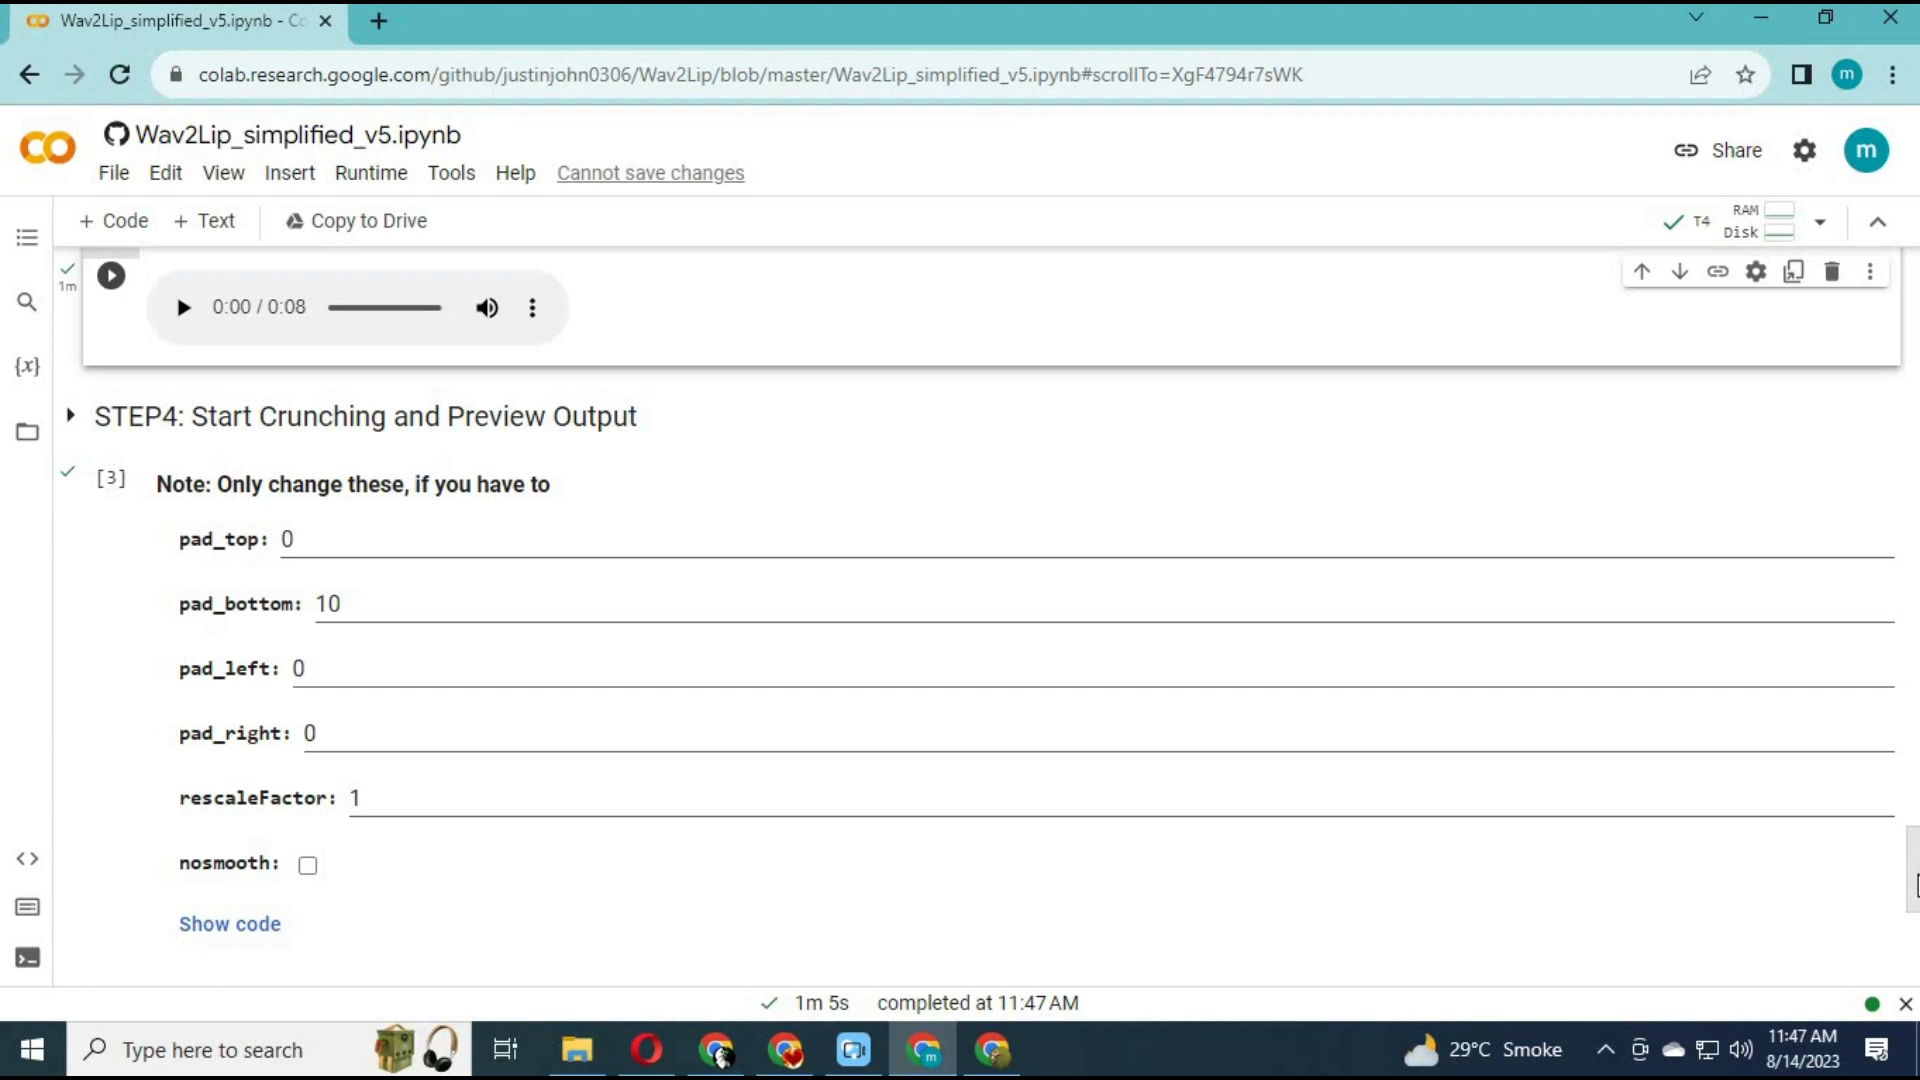 Wav2Lip_simplified_v5.ipynb - Co
colab.research.google.com/github/justinjohn0306/Wav2Lip/blob/master/Wav2Lip_simplified_v5.ipynb#scrollTo=XgF4794r7sWK
m
Wav2Lip_simplified_v5.ipynb
File Edit View Insert Runtime Tools Help Cannot save changes
Share
m
+ Code + Text Copy to Drive
T4 RAM
Disk
1m
0:00 / 0:08
{x}
STEP4: Start Crunching and Preview Output
[3] Note: Only change these, if you have to
pad_top: 0
pad_bottom: 10
pad_left: 0
pad_right: 0
rescaleFactor: 1
nosmooth:
Show code
1m 5s completed at 11:47 AM
Type here to search
m
29°C Smoke
11:47 AM
8/14/2023